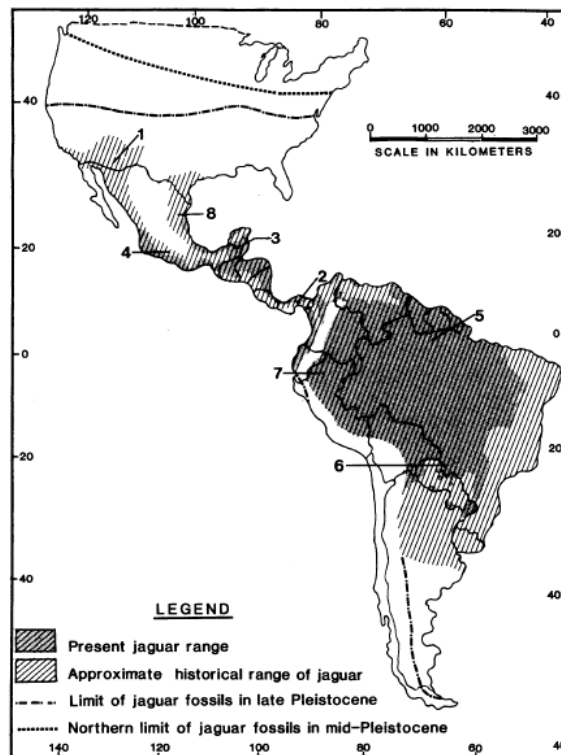 120 100 80 60 40
40 40
1
0 1000 2000 3000
SCALE IN KILOMETERS
8
3
20 4 20
2
5
0 0
7
20 6 20
40 40
LEGEND
Present jaguar range
Approximate historical range of jaguar
Limit of jaguar fossils in late Pleistocene
Northern limit of jaguar fossils in mid-Pleistocene
140 120 100 80 60 40